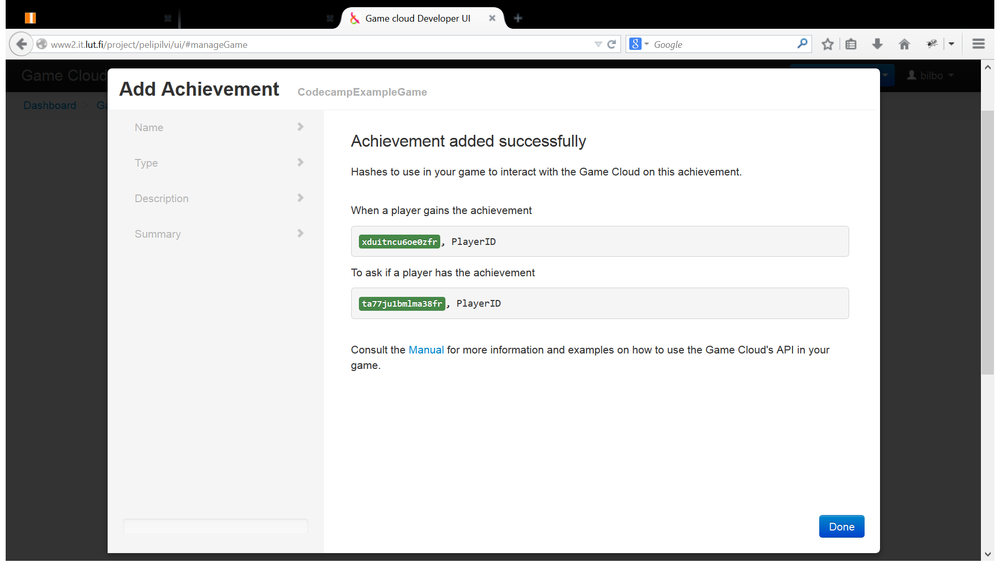 Game cloud Developer UI
www2.it.lut.fi/project/pelipilvi/ui/#manageGame
Google
Game Cloud
bilbo
Dashboard > Ga
Add Achievement CodecampExampleGame
Name
Type
Description
Summary
Achievement added successfully
Hashes to use in your game to interact with the Game Cloud on this achievement.
When a player gains the achievement
xduitncu6oe0zfr, PlayerID
To ask if a player has the achievement
ta77ju1bmlma38fr, PlayerID
Consult the Manual for more information and examples on how to use the Game Cloud's API in your
game.
Done